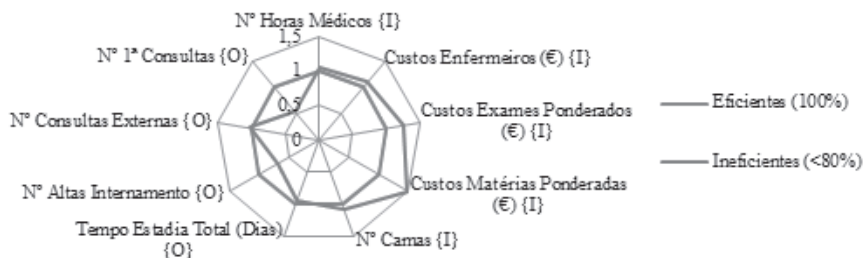 Nº Horas Médicos {I}
1,5
Nº 1ª Consultas {O}
Custos Enfermeiros (€) {I}
1
Nº Consultas Externas {O}
0,5
Custos Exames Ponderados
(€) {I}
Eficientes (100%)
0
Nº Altas Internamento {O}
Custos Matérias Ponderadas
(€) {I}
Ineficientes (<80%)
Tempo Estadia Total (Dias)
{O}
Nº Camas {I}